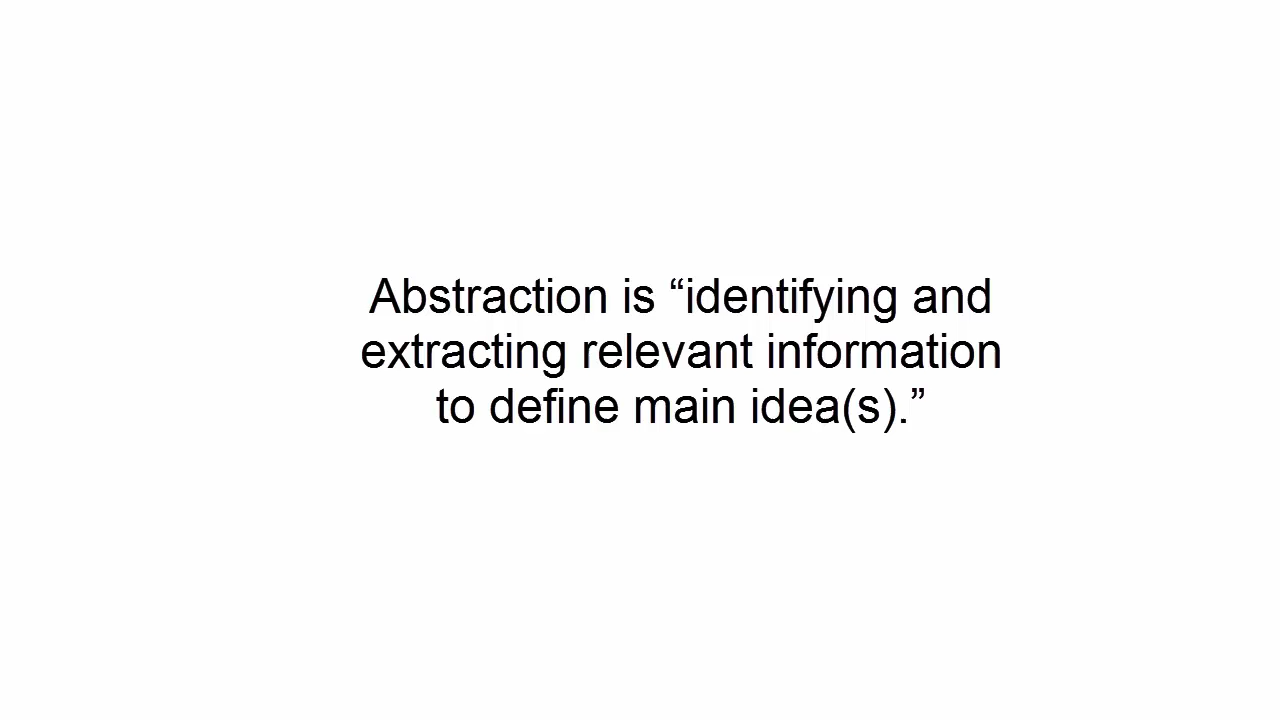 Abstraction is “identifying and
extracting relevant information
to define main idea(s).”